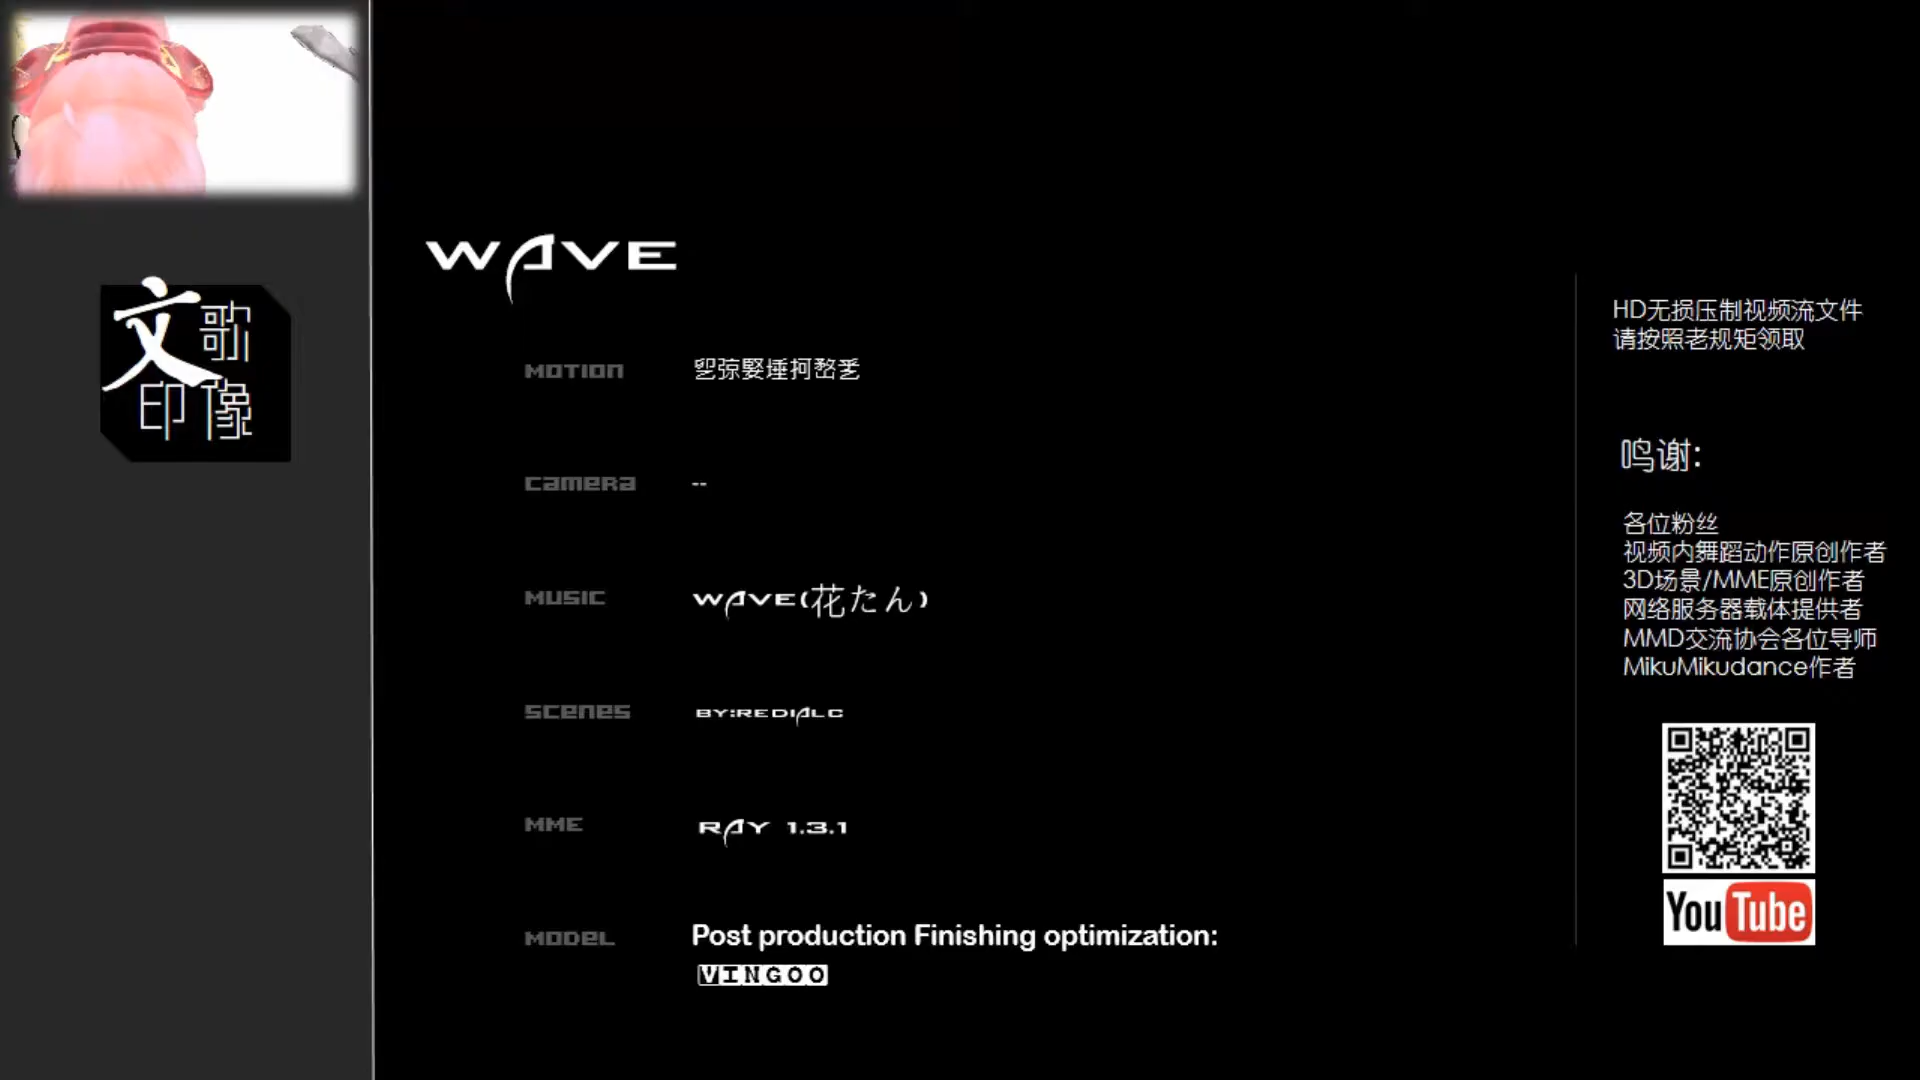 文歌
印像
WAVE
MOTION
CAMERA --
MUSIC WAVE(花たん)
SCENES BY:REDIALC
MME RAY 1.3.1
MODEL Post production Finishing optimization:
VINGOO
HD无损压制视频流文件
请按照老规矩领取
鸣谢:
各位粉丝
视频内舞蹈动作原创作者
3D场景/MME原创作者
网络服务器载体提供者
MMD交流协会各位导师
MikuMikudance作者
YouTube